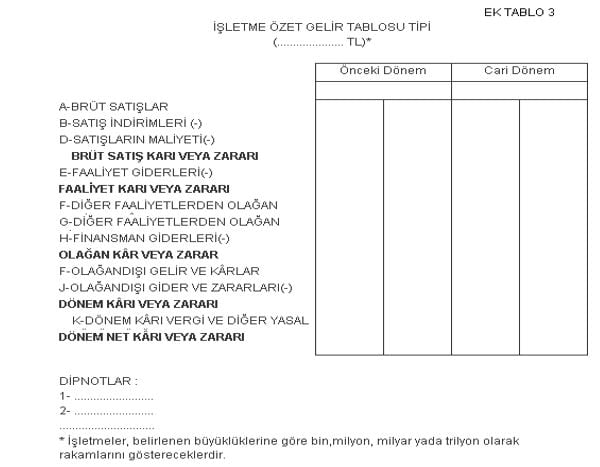 EK TABLO 3
İŞLETME ÖZET GELİR TABLOSU TİPİ
(..................... TL)*
Önceki Dönem Cari Dönem
A-BRÜT SATIŞLAR
B-SATIŞ İNDİRİMLERİ (-)
D-SATIŞLARIN MALİYETİ(-)
BRÜT SATIŞ KARI VEYA ZARARI
E-FAALİYET GİDERLERİ(-)
FAALİYET KARI VEYA ZARARI
F-DİĞER FAALİYETLERDEN OLAĞAN
G-DİĞER FAALİYETLERDEN OLAĞAN
H-FİNANSMAN GİDERLERİ(-)
OLAĞAN KÂR VEYA ZARAR
F-OLAĞANDIŞI GELİR VE KÂRLAR
J-OLAĞANDIŞI GİDER VE ZARARLARI(-)
DÖNEM KÂRI VEYA ZARARI
K-DÖNEM KÂRI VERGİ VE DİĞER YASAL
DÖNEM NET KÂRI VEYA ZARARI
DİPNOTLAR :
1- .........................
2- .........................
..............................
* İşletmeler, belirlenen büyüklüklerine göre bin,milyon, milyar yada trilyon olarak
rakamlarını göstereceklerdir.